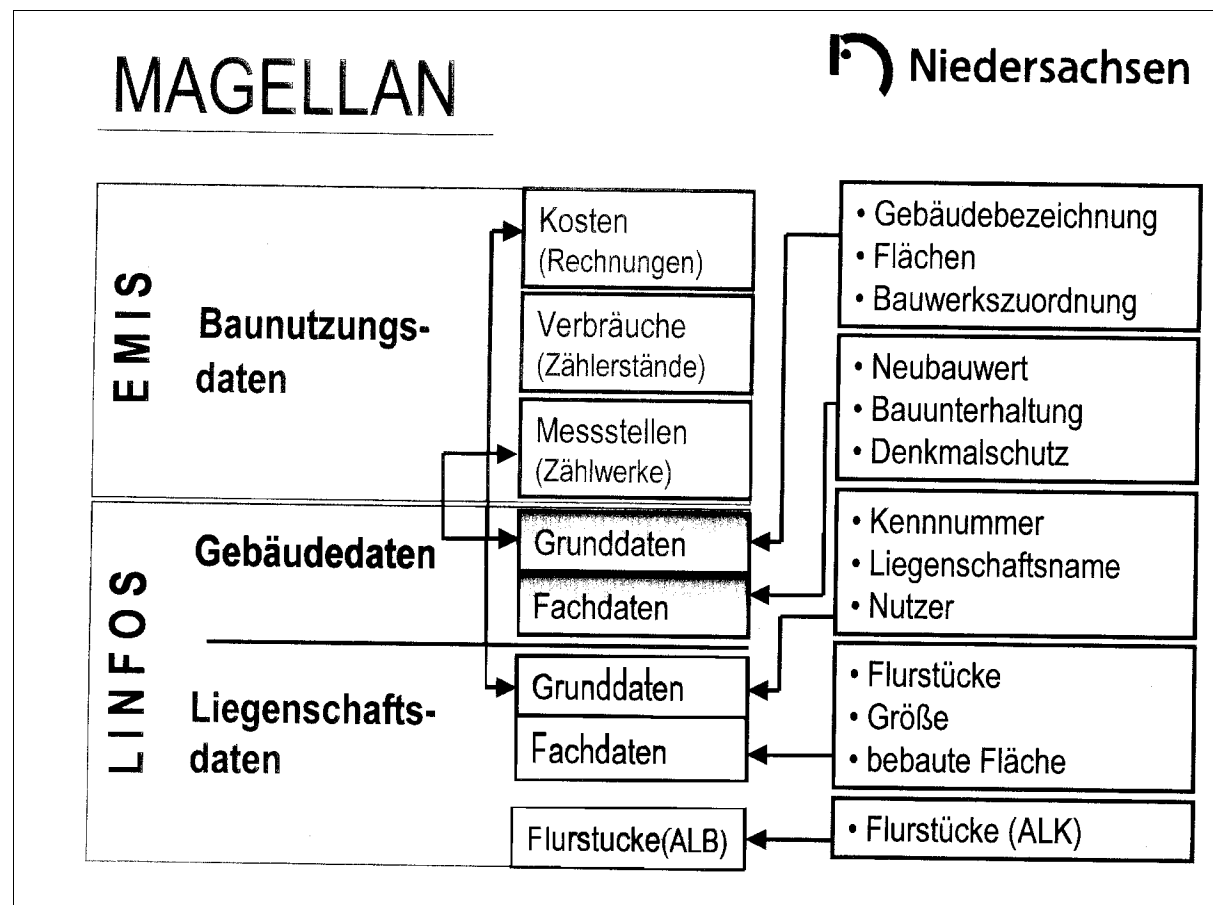 MAGELLAN
Niedersachsen
EMIS
Baunutzungs-
daten
Kosten
(Rechnungen)
Verbräuche
(Zählerstände)
Messstellen
(Zählwerke)
LINFOS
Gebäudedaten
Grunddaten
Fachdaten
Liegenschafts-
daten
Grunddaten
Fachdaten
Flurstucke(ALB)
• Gebäudebezeichnung
• Flächen
• Bauwerkszuordnung
• Neubauwert
• Bauunterhaltung
• Denkmalschutz
• Kennnummer
• Liegenschaftsname
• Nutzer
• Flurstücke
• Größe
• bebaute Fläche
• Flurstücke (ALK)